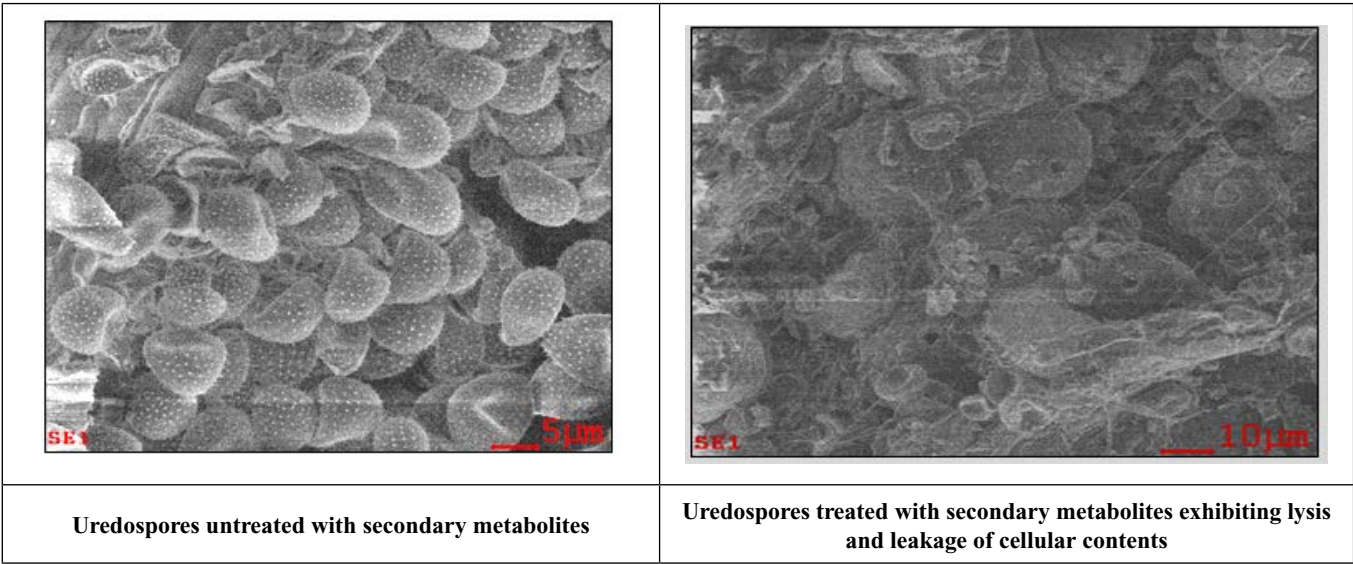 SE1
5µm
SE1
10µm
Uredospores untreated with secondary metabolites
Uredospores treated with secondary metabolites exhibiting lysis
and leakage of cellular contents